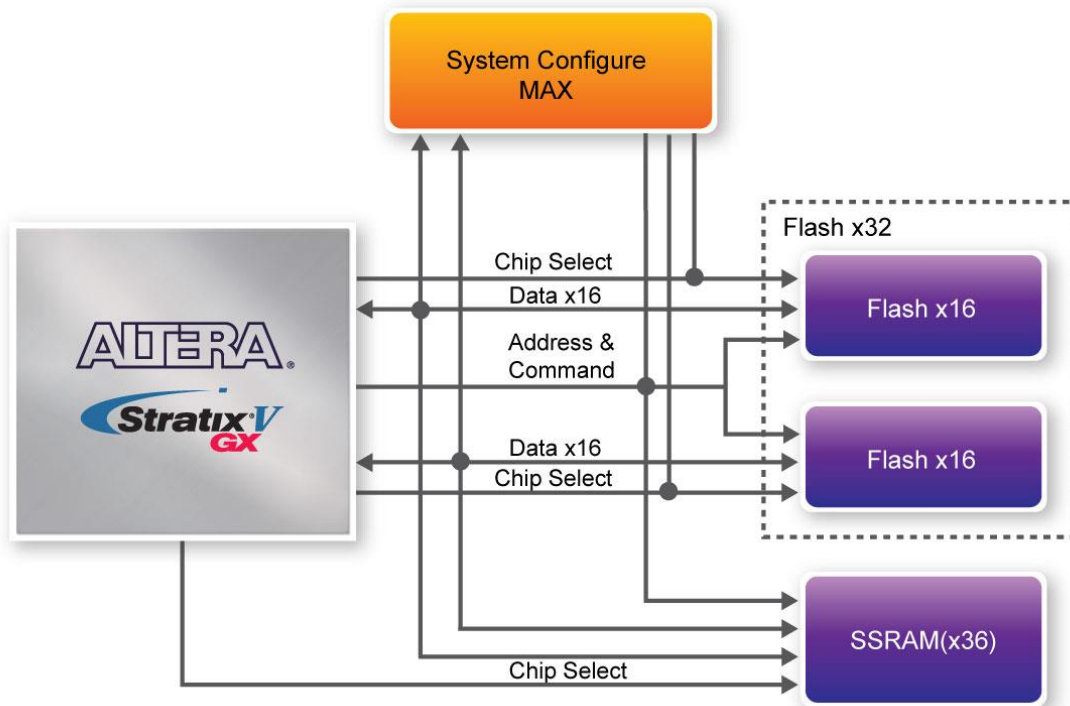 System Configure
MAX
Flash x32
Chip Select
Data x16
Flash x16
ALTERA®
Address &
Command
Stratix® V
GX
Data x16
Flash x16
Chip Select
SSRAM(x36)
Chip Select